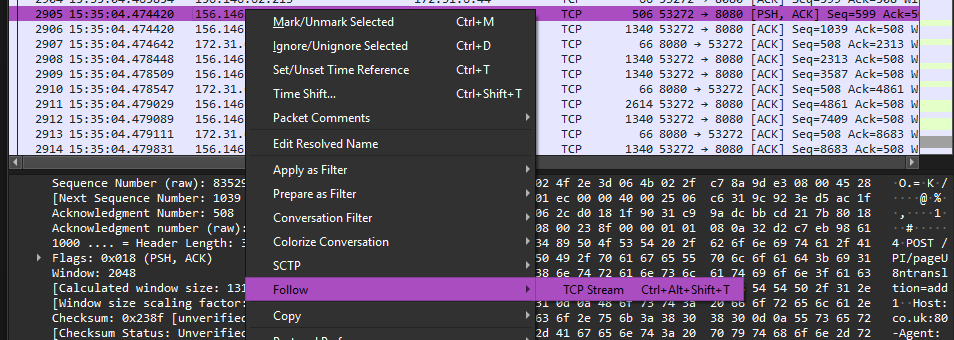 2905 15:35:04.474420 156.146 TCP 506 53272 → 8080 [PSH, ACK] Seq=599 Ack=50
2906 15:35:04.474420 156.146 TCP 1340 53272 → 8080 [ACK] Seq=1039 Ack=508 W
2907 15:35:04.474642 172.31. TCP 66 8080 → 53272 [ACK] Seq=508 Ack=2313
2908 15:35:04.478448 156.146 TCP 1340 53272 → 8080 [ACK] Seq=2313 Ack=508 W
2909 15:35:04.478509 156.146 TCP 1340 53272 → 8080 [ACK] Seq=3587 Ack=508 W
2910 15:35:04.478547 172.31. TCP 66 8080 → 53272 [ACK] Seq=508 Ack=4861
2911 15:35:04.479029 156.146 TCP 2614 53272 → 8080 [ACK] Seq=4861 Ack=508 W
2912 15:35:04.479089 156.146 TCP 1340 53272 → 8080 [ACK] Seq=7409 Ack=508 W
2913 15:35:04.479111 172.31. TCP 66 8080 → 53272 [ACK] Seq=508 Ack=8683
2914 15:35:04.479831 156.146 TCP 1340 53272 → 8080 [ACK] Seq=8683 Ack=508 W
Mark/Unmark Selected Ctrl+M
Ignore/Unignore Selected Ctrl+D
Set/Unset Time Reference Ctrl+T
Time Shift... Ctrl+Shift+T
Packet Comments
Edit Resolved Name
Apply as Filter
Prepare as Filter
Conversation Filter
Colorize Conversation
SCTP
Follow
Copy
TCP Stream Ctrl+Alt+Shift+T
Sequence Number (raw): 83529
[Next Sequence Number: 1039
Acknowledgment Number: 508
Acknowledgment number (raw):
1000 .... = Header Length: 3
Flags: 0x018 (PSH, ACK)
Window: 2048
[Calculated window size: 131
[Window size scaling factor:
Checksum: 0x238f [unverified
[Checksum Status: Unverified
02 4f 2e 3d 06 4b 02 2f c7 8a 9d e3 08 00 45 28
01 ec 00 00 40 00 25 06 c6 31 9c 92 3e d5 ac 1f
06 2c d0 18 1f 90 31 c9 9a dc bb cd 21 7b 80 18
08 00 23 8f 00 00 01 01 08 0a 32 d2 c7 eb 98 61
34 89 50 4f 53 54 20 2f 62 6f 6e 69 74 61 2f 41
50 49 2f 70 61 67 65 55 70 6c 6f 61 64 3b 69 31
38 6e 74 72 61 6e 73 6c 61 74 69 6f 6e 3f 61 63
63 6f 2e 75 6b 3a 38 30 38 30 0d 0a 55 73 65 72
2d 41 67 65 6e 74 3a 20 70 79 74 68 6f 6e 2d 72
4·POST /
PI/pageU
8ntransl
tion=add
1··Host:
co.uk:80
-Agent: